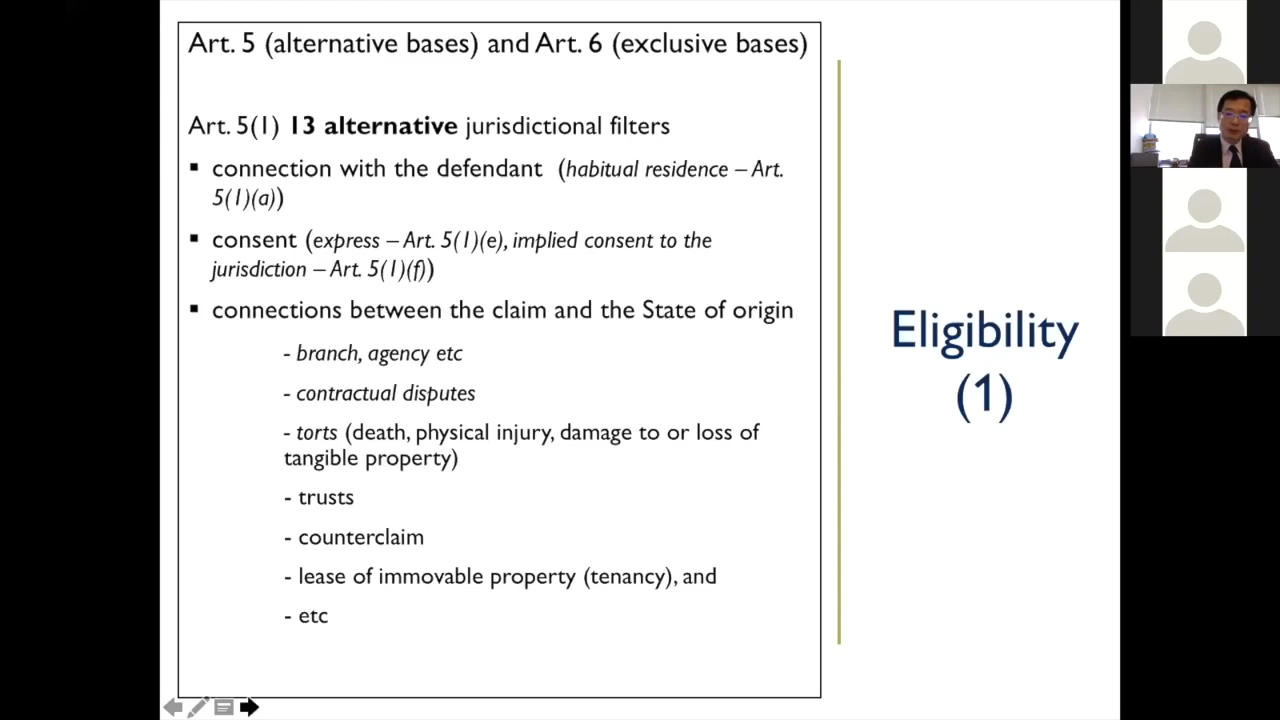 Art. 5 (alternative bases) and Art. 6 (exclusive bases)
Art. 5(1) 13 alternative jurisdictional filters
▪ connection with the defendant (habitual residence – Art.
5(1)(a))
▪ consent (express – Art. 5(1)(e), implied consent to the
jurisdiction – Art. 5(1)(f))
▪ connections between the claim and the State of origin
- branch, agency etc
- contractual disputes
- torts (death, physical injury, damage to or loss of
tangible property)
- trusts
- counterclaim
- lease of immovable property (tenancy), and
- etc
Eligibility
(1)